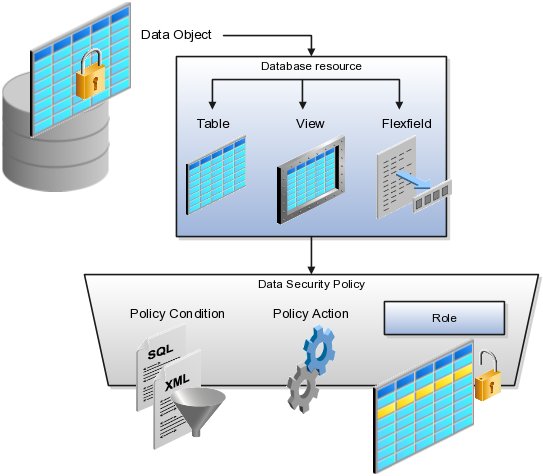 Data Object
Database resource
Table
View
Flexfield
Data Security Policy
Policy Condition
Policy Action
Role
SQL
XML